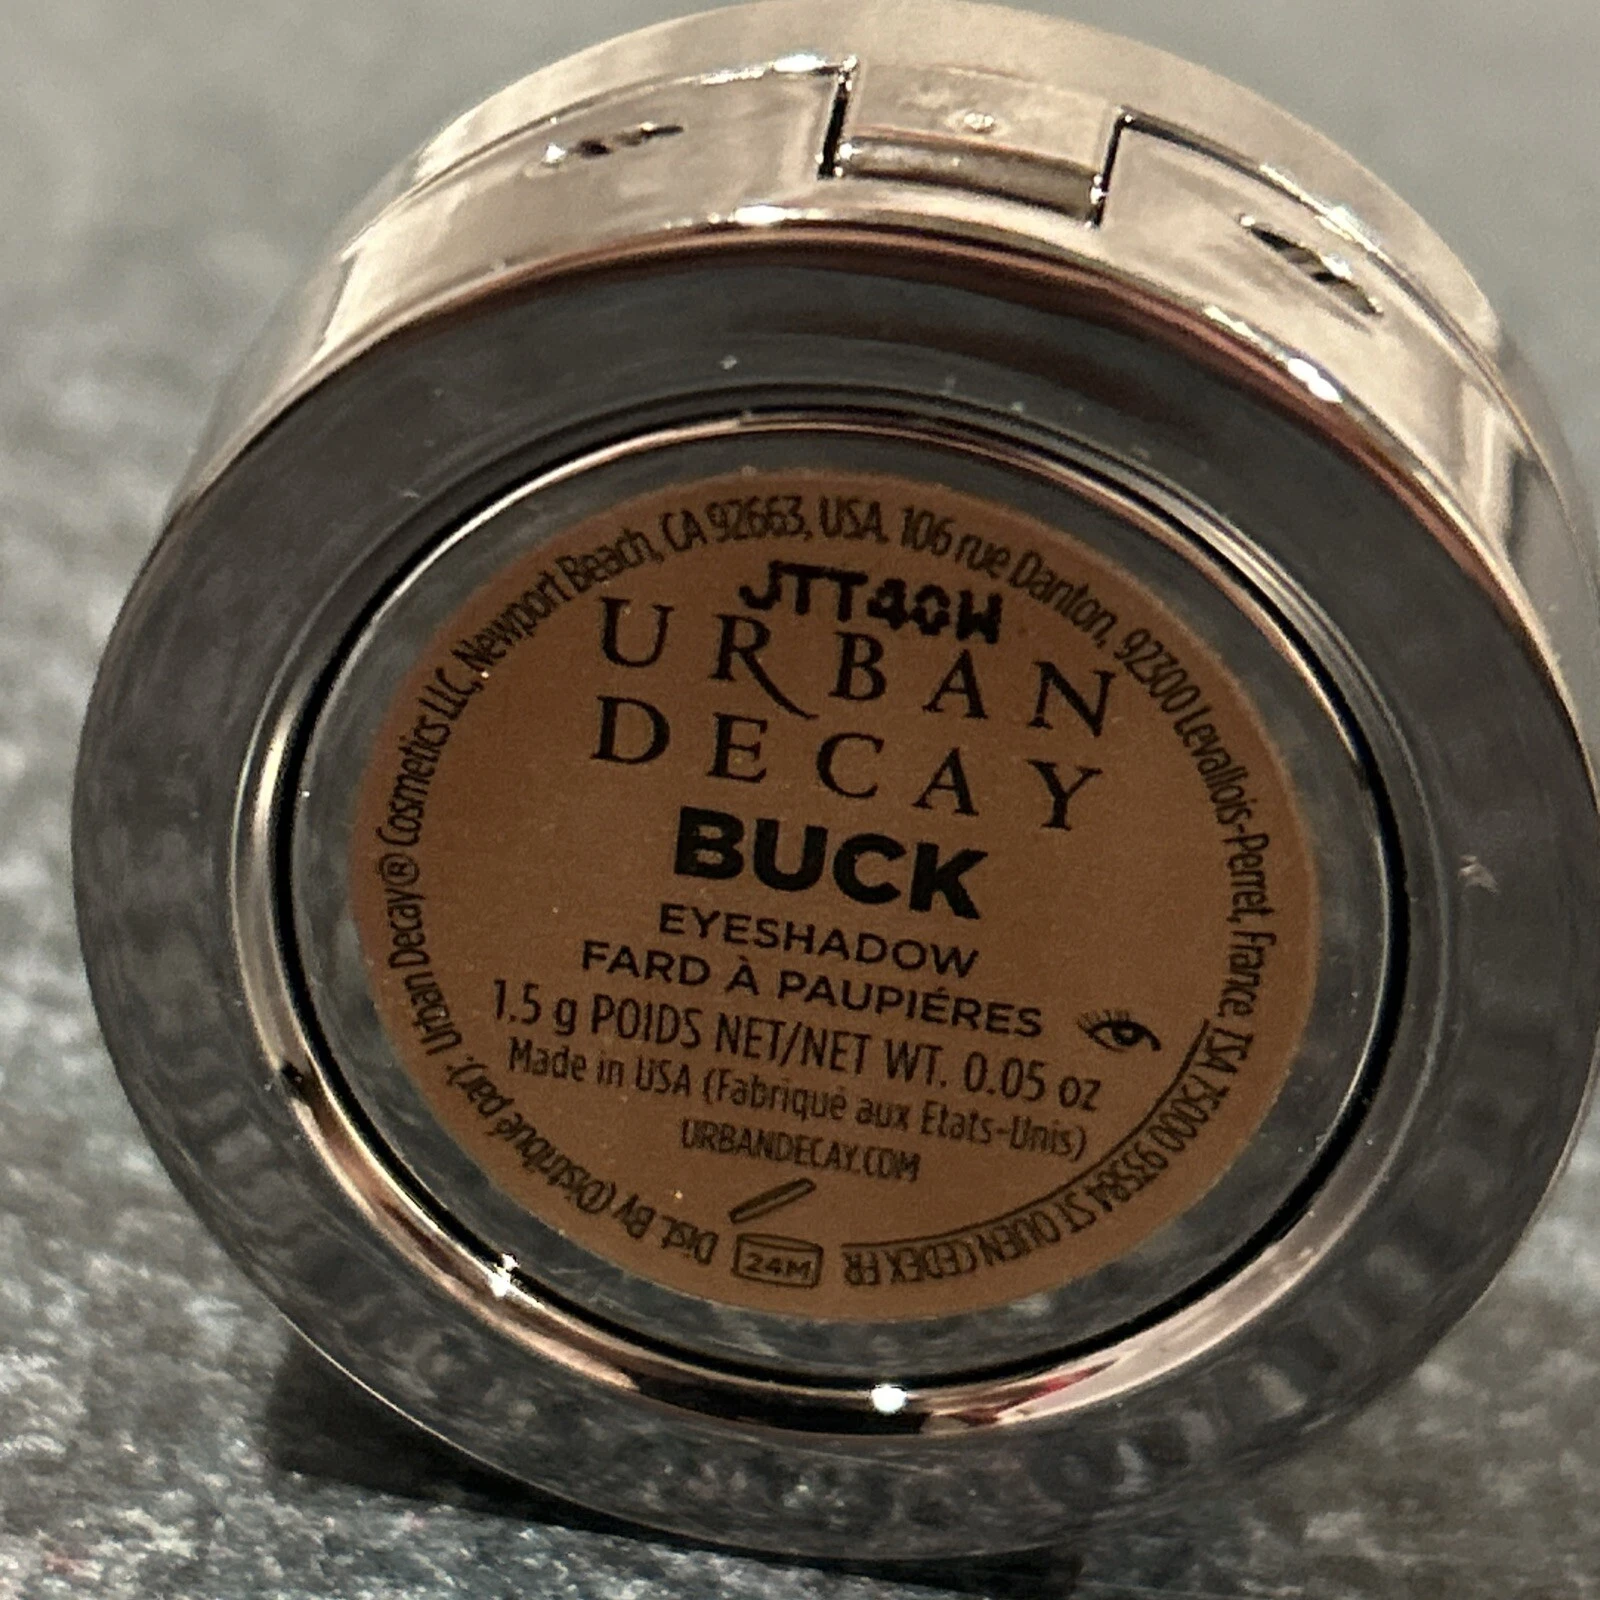 JTT40W
URBAN
DECAY
BUCK
EYESHADOW
FARD À PAUPIÉRES
1.5 g POIDS NET/NET WT. 0.05 oz
Made in USA (Fabriqué aux Etats-Unis)
URBANDECAY.COM
24M
Dist. By (Distribué par). Urban Decay® Cosmetics LLC, Newport Beach, CA 92663, USA. 106 rue Danton, 92300 Levallois-Perret, France TSA 75000 93584 ST OUEN CEDEX FR